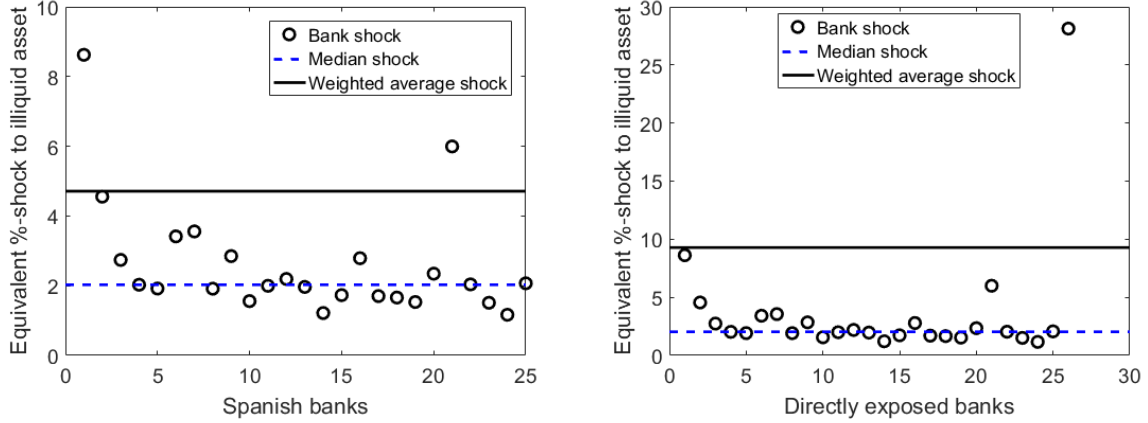 Equivalent %-shock to illiquid asset
10
8
6
4
2
0
Bank shock
Median shock
Weighted average shock
0 5 10 15 20 25
Spanish banks
Equivalent %-shock to illiquid asset
30
25
20
15
10
5
0
Bank shock
Median shock
Weighted average shock
0 5 10 15 20 25 30
Directly exposed banks